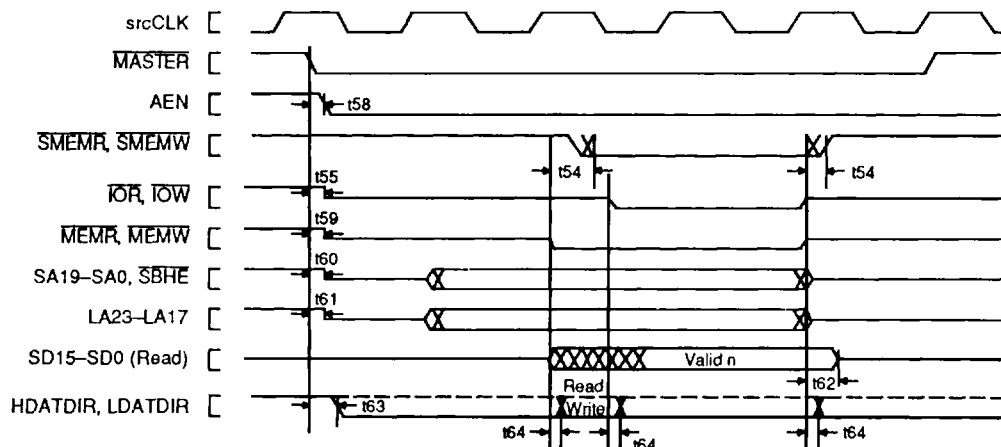 srcCLK
MASTER
AEN
t58
SMEMR, SMEMW
t54
t54
IOR, IOW
t55
MEMR, MEMW
t59
SA19–SA0, SBHE
t60
LA23–LA17
t61
SD15–SD0 (Read)
Valid n
t62
HDATDIR, LDATDIR
t63
Read
Write
t64
t64
t64